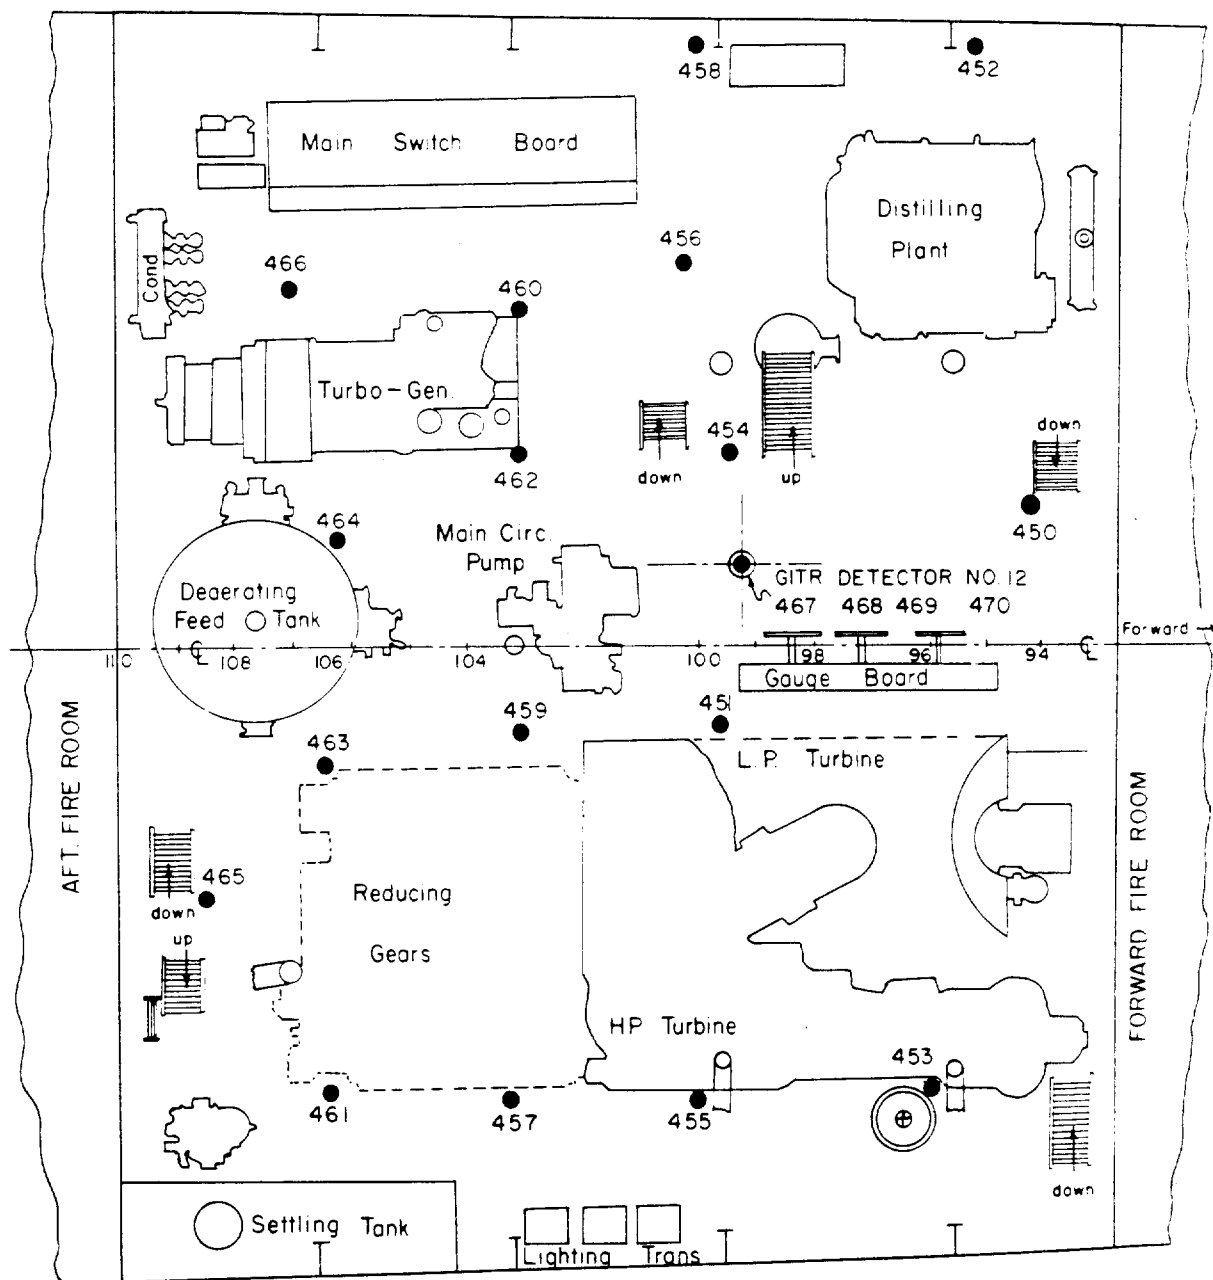 458
452
Main Switch Board
Distilling
Plant
Cond
466
456
460
Turbo-Gen.
462
454
down
up
down
450
464
Main Circ.
Pump
Deaerating
Feed Tank
GITR DETECTOR NO. 12
467 468 469 470
Forward
110 ℄ 108 106 104 100 98 96 94 ℄
Gauge Board
459
451
463
L.P. Turbine
AFT. FIRE ROOM
FORWARD FIRE ROOM
465
down
up
Reducing
Gears
HP Turbine
453
461
457
455
down
Settling Tank
Lighting Trans